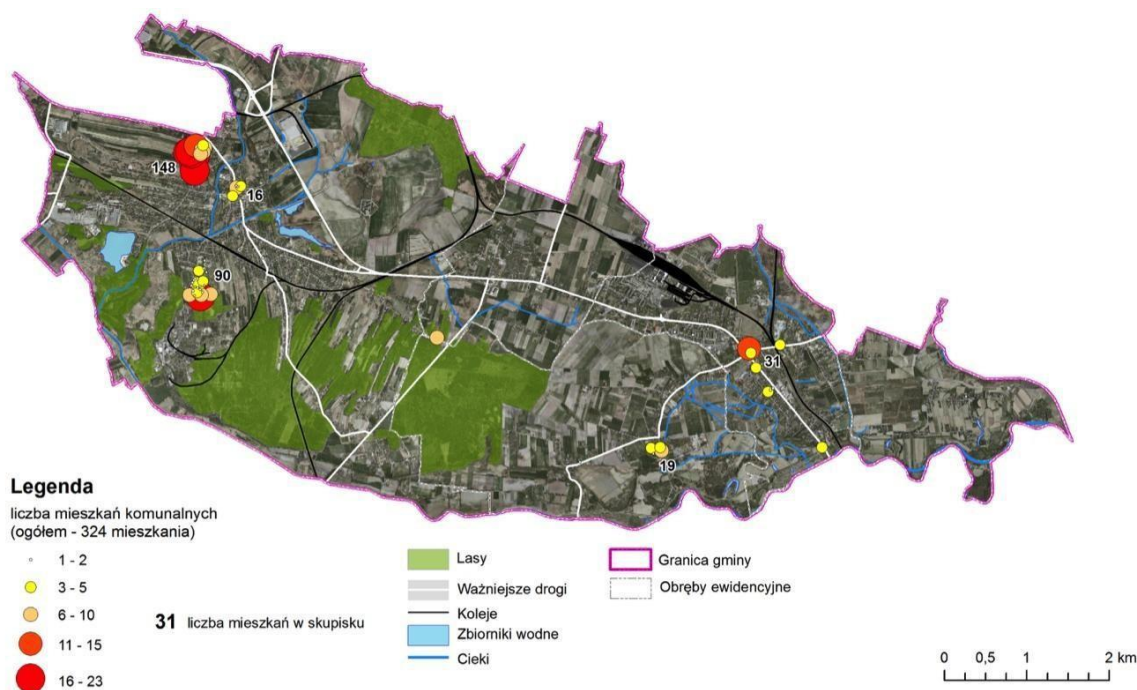 148
16
90
31
19
Legenda
liczba mieszkań komunalnych
(ogółem - 324 mieszkania)
1 - 2
3 - 5
6 - 10
11 - 15
16 - 23
31 liczba mieszkań w skupisku
Lasy
Ważniejsze drogi
Koleje
Zbiorniki wodne
Cieki
Granica gminy
Obręby ewidencyjne
0 0,5 1 2 km